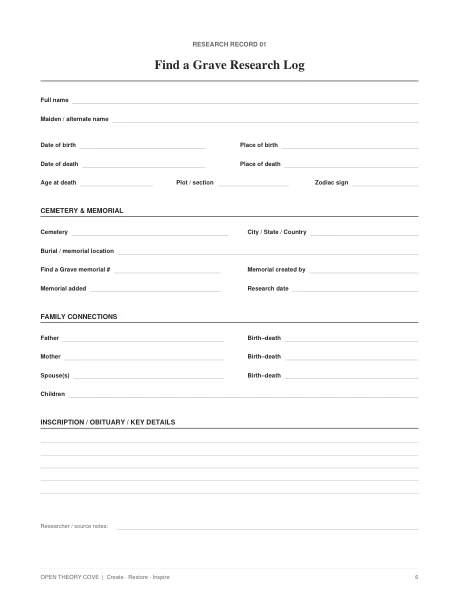 RESEARCH RECORD 01
Find a Grave Research Log
Full name
Maiden / alternate name
Date of birth Place of birth
Date of death Place of death
Age at death Plot / section Zodiac sign
CEMETERY & MEMORIAL
Cemetery City / State / Country
Burial / memorial location
Find a Grave memorial # Memorial created by
Memorial added Research date
FAMILY CONNECTIONS
Father Birth–death
Mother Birth–death
Spouse(s) Birth–death
Children
INSCRIPTION / OBITUARY / KEY DETAILS
Researcher / source notes:
OPEN THEORY COVE | Create · Restore · Inspire 6